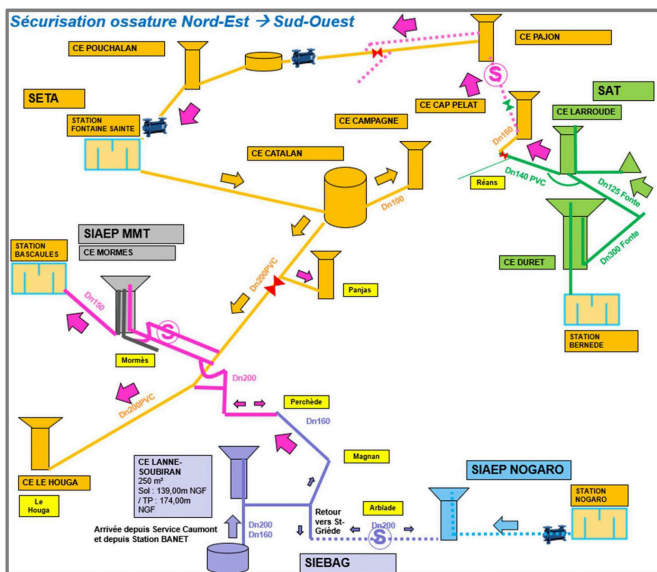 Sécurisation ossature Nord-Est → Sud-Ouest
CE POUCHALAN
CE PAJON
SETA
STATION
FONTAINE SAINTE
CE CAMPAGNE
CE CAP PELAT
SAT
CE LARROUDE
CE CATALAN
Dn160
S
Réans
Dn140 PVC
Dn125 Fonte
Dn100
Dn300 Fonte
SIAEP MMT
CE MORMES
STATION
BASCAULES
Dn150
S
Mormès
Dn200PVC
Panjas
CE DURET
STATION
BERNEDE
Dn200PVC
Dn200
Perchède
Dn160
Magnan
CE LE HOUGA
Le
Houga
CE LANNE-
SOUBIRAN
250 m³
Sol : 139,00m NGF
/ TP : 174,00m
NGF
Arrivée depuis Service Caumont
et depuis Station BANET
Dn200
Dn160
Retour
vers St-
Griède
Arblade
Dn200
S
SIEBAG
SIAEP NOGARO
STATION
NOGARO